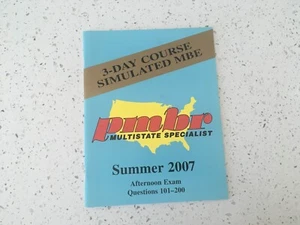 3-DAY COURSE
SIMULATED MBE
pmbr
MULTISTATE SPECIALIST
Summer 2007
Afternoon Exam
Questions 101-200